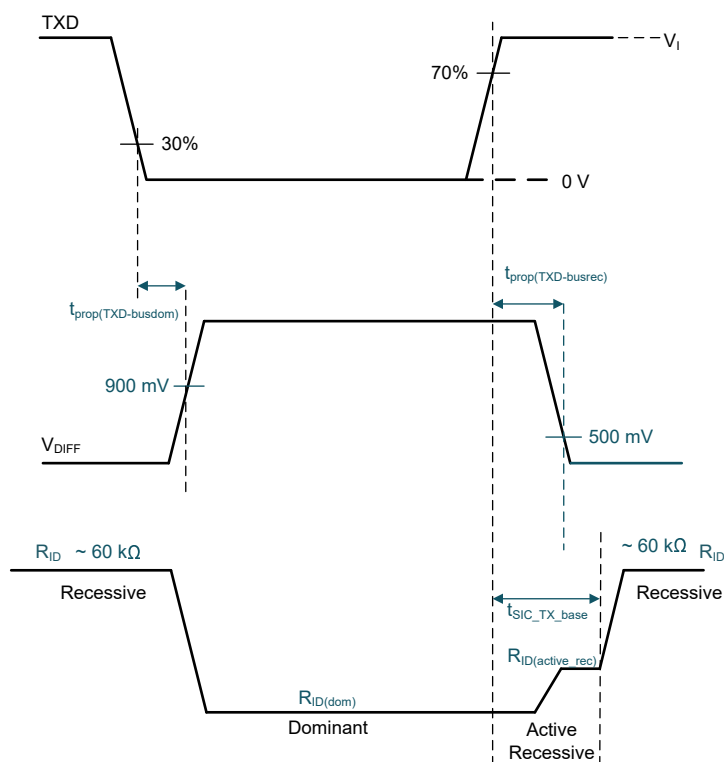 TXD
V_I
70%
30%
0 V
t_prop(TXD-busdom)
t_prop(TXD-busrec)
900 mV
500 mV
V_DIFF
R_ID ~ 60 kΩ
~ 60 kΩ R_ID
Recessive
Recessive
t_SIC_TX_base
R_ID(active_rec)
R_ID(dom)
Dominant
Active
Recessive